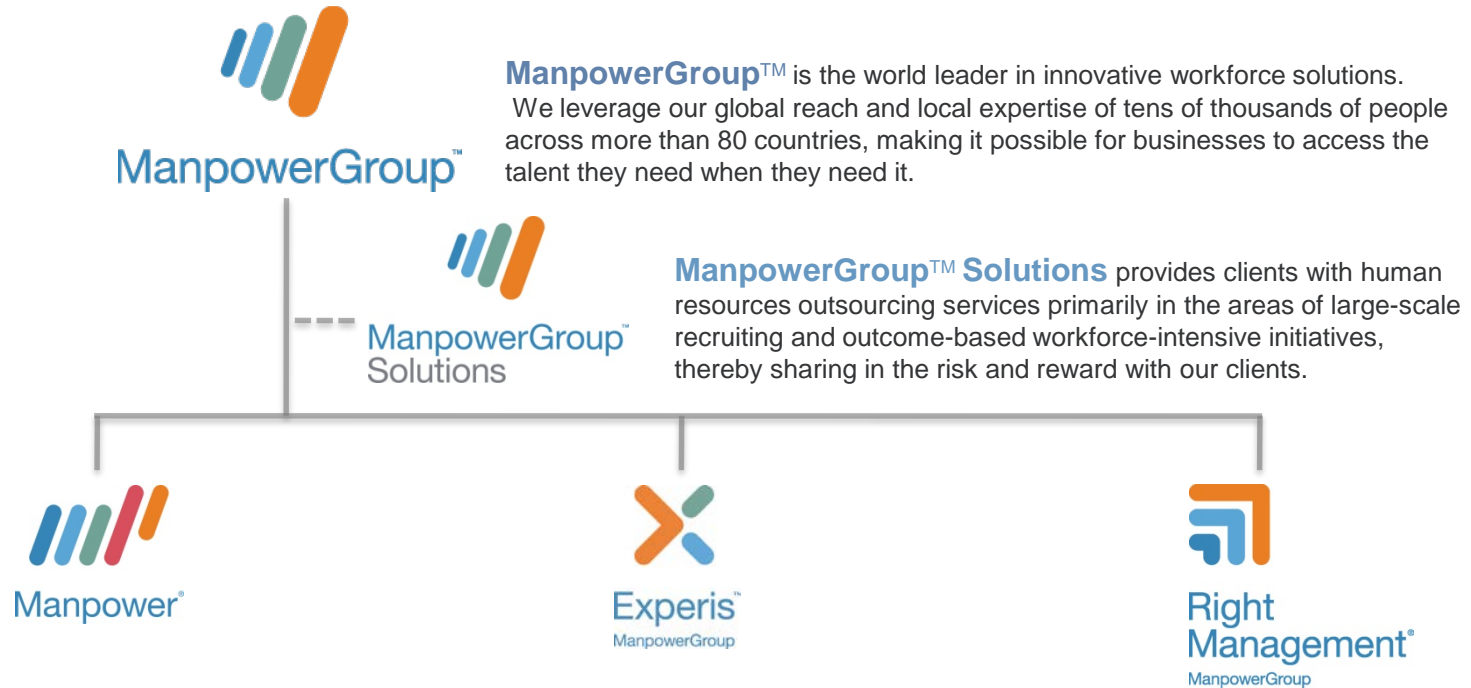 ManpowerGroup™
ManpowerGroup™ is the world leader in innovative workforce solutions.
We leverage our global reach and local expertise of tens of thousands of people
across more than 80 countries, making it possible for businesses to access the
talent they need when they need it.
ManpowerGroup™
Solutions
ManpowerGroup™ Solutions provides clients with human
resources outsourcing services primarily in the areas of large-scale
recruiting and outcome-based workforce-intensive initiatives,
thereby sharing in the risk and reward with our clients.
Manpower®
Experis™
ManpowerGroup
Right
Management®
ManpowerGroup